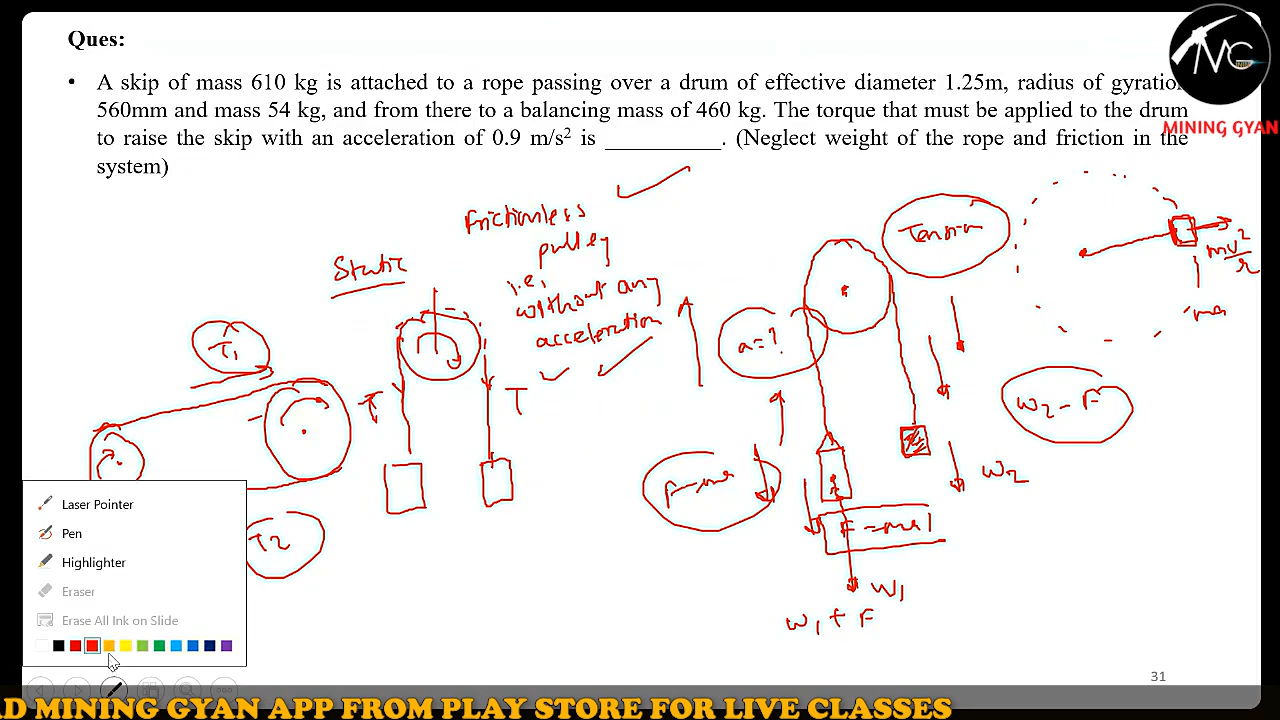 Ques:
• A skip of mass 610 kg is attached to a rope passing over a drum of effective diameter 1.25m, radius of gyration
560mm and mass 54 kg, and from there to a balancing mass of 460 kg. The torque that must be applied to the drum
to raise the skip with an acceleration of 0.9 m/s² is __________. (Neglect weight of the rope and friction in the
system)
MG
MINING GYAN
frictionless
pulley
i.e.,
without any
acceleration
Static
Tension
mv²/r
T1
T
T
a=?
W2 - F
W2
F=ma
F = ma
T2
W1
W1 + F
Laser Pointer
Pen
Highlighter
Eraser
Erase All Ink on Slide
31
AD MINING GYAN APP FROM PLAY STORE FOR LIVE CLASSES